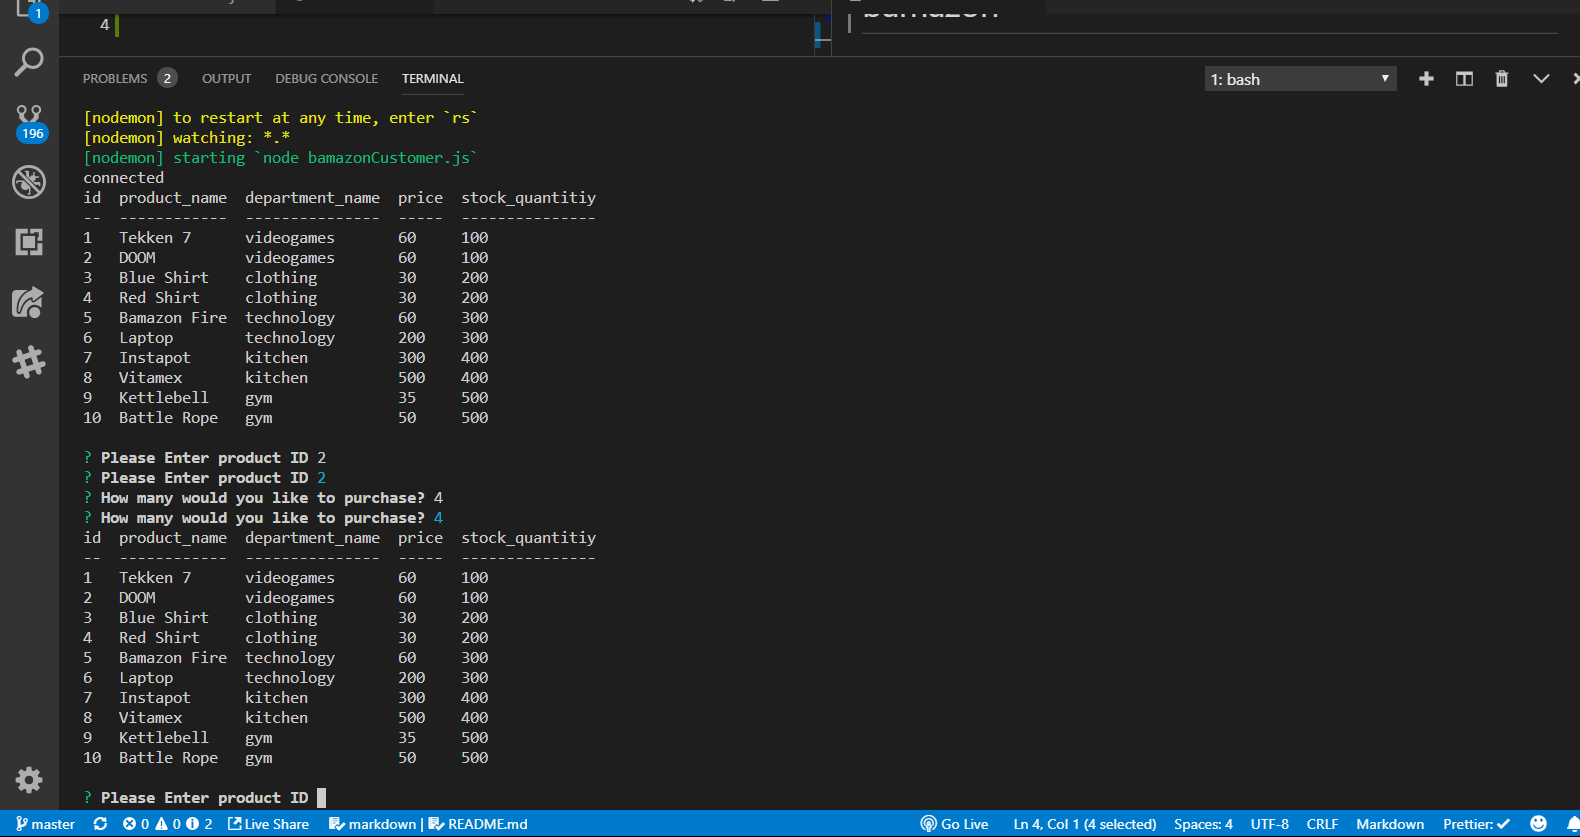 1
4
PROBLEMS 2 OUTPUT DEBUG CONSOLE TERMINAL 1: bash
196
[nodemon] to restart at any time, enter `rs`
[nodemon] watching: *.*
[nodemon] starting `node bamazonCustomer.js`
connected
id product_name department_name price stock_quantitiy
-- ------------ --------------- ----- ---------------
1 Tekken 7 videogames 60 100
2 DOOM videogames 60 100
3 Blue Shirt clothing 30 200
4 Red Shirt clothing 30 200
5 Bamazon Fire technology 60 300
6 Laptop technology 200 300
7 Instapot kitchen 300 400
8 Vitamex kitchen 500 400
9 Kettlebell gym 35 500
10 Battle Rope gym 50 500
? Please Enter product ID 2
? Please Enter product ID 2
? How many would you like to purchase? 4
? How many would you like to purchase? 4
id product_name department_name price stock_quantitiy
-- ------------ --------------- ----- ---------------
1 Tekken 7 videogames 60 100
2 DOOM videogames 60 100
3 Blue Shirt clothing 30 200
4 Red Shirt clothing 30 200
5 Bamazon Fire technology 60 300
6 Laptop technology 200 300
7 Instapot kitchen 300 400
8 Vitamex kitchen 500 400
9 Kettlebell gym 35 500
10 Battle Rope gym 50 500
? Please Enter product ID
master 0 0 2 Live Share markdown | README.md Go Live Ln 4, Col 1 (4 selected) Spaces: 4 UTF-8 CRLF Markdown Prettier: ✓